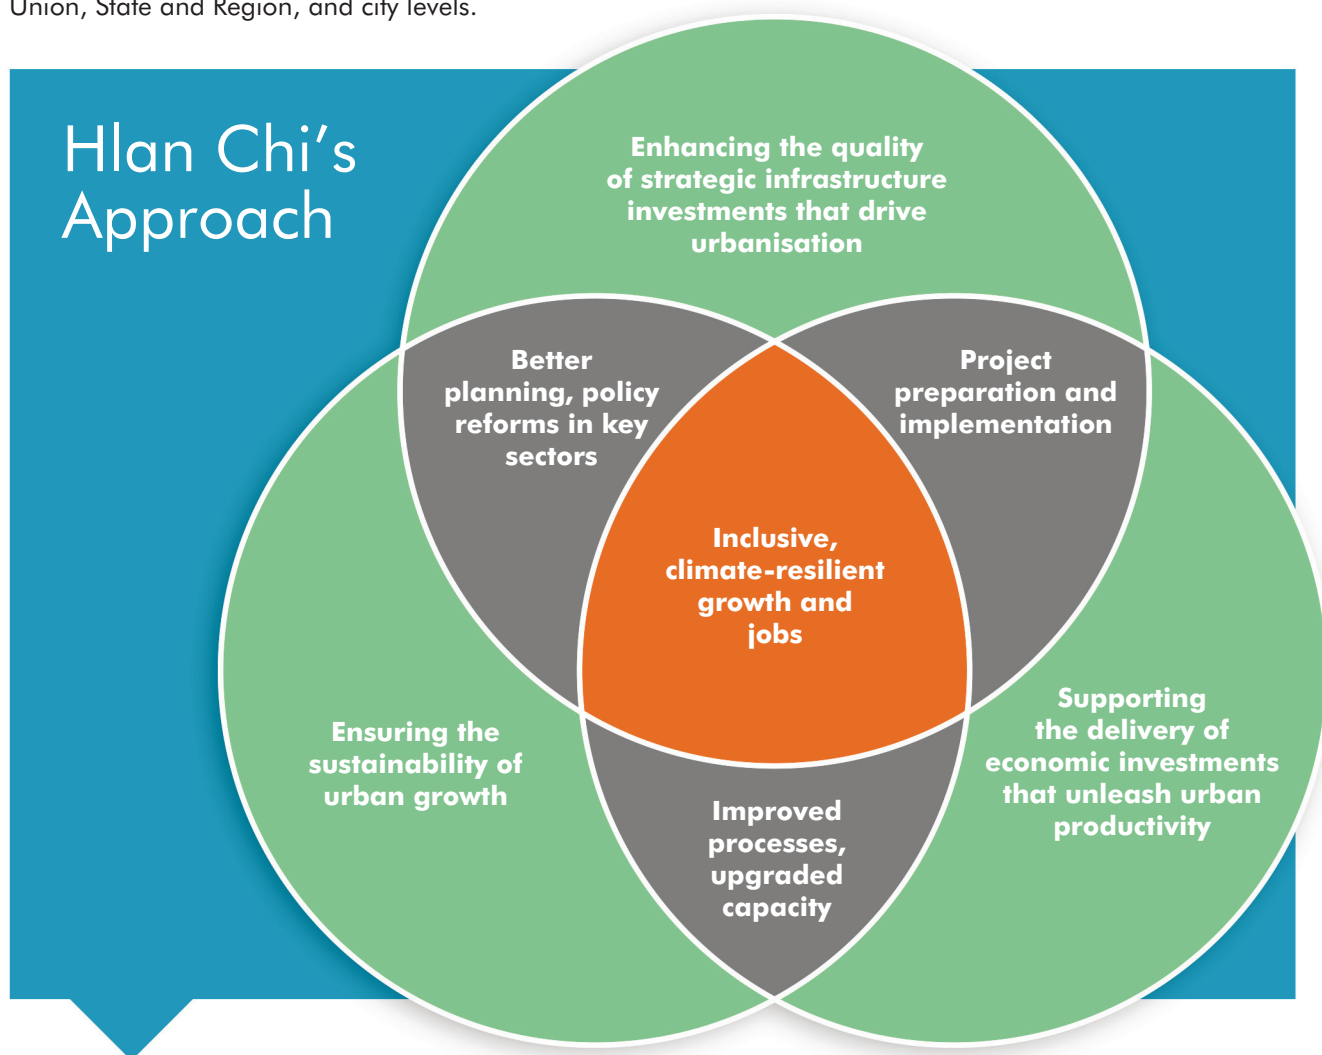 Union, State and Region, and city levels.
Hlan Chi’s
Approach
Enhancing the quality
of strategic infrastructure
investments that drive
urbanisation
Better
planning, policy
reforms in key
sectors
Project
preparation and
implementation
Inclusive,
climate-resilient
growth and
jobs
Ensuring the
sustainability of
urban growth
Supporting
the delivery of
economic investments
that unleash urban
productivity
Improved
processes,
upgraded
capacity